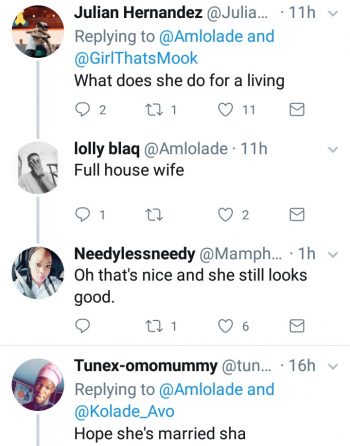 Julian Hernandez @Julia... · 11h
Replying to @Amlolade and
@GirlThatsMook
What does she do for a living
2 1 11
lolly blaq @Amlolade · 11h
Full house wife
1 2
Needylessneedy @Mamph... · 1h
Oh that's nice and she still looks
good.
1 6
Tunex-omomummy @tun... · 16h
Replying to @Amlolade and
@Kolade_Avo
Hope she's married sha